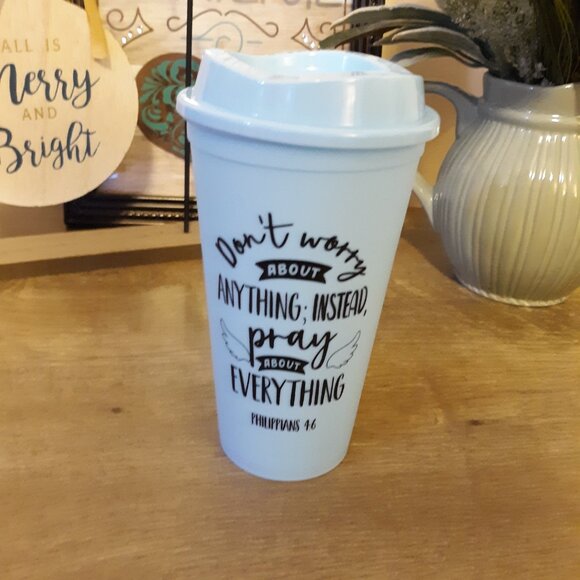 ALL IS
Merry
AND
Bright
Don't worry
ABOUT
ANYTHING; INSTEAD,
pray
ABOUT
EVERYTHING
PHILIPPIANS 4:6